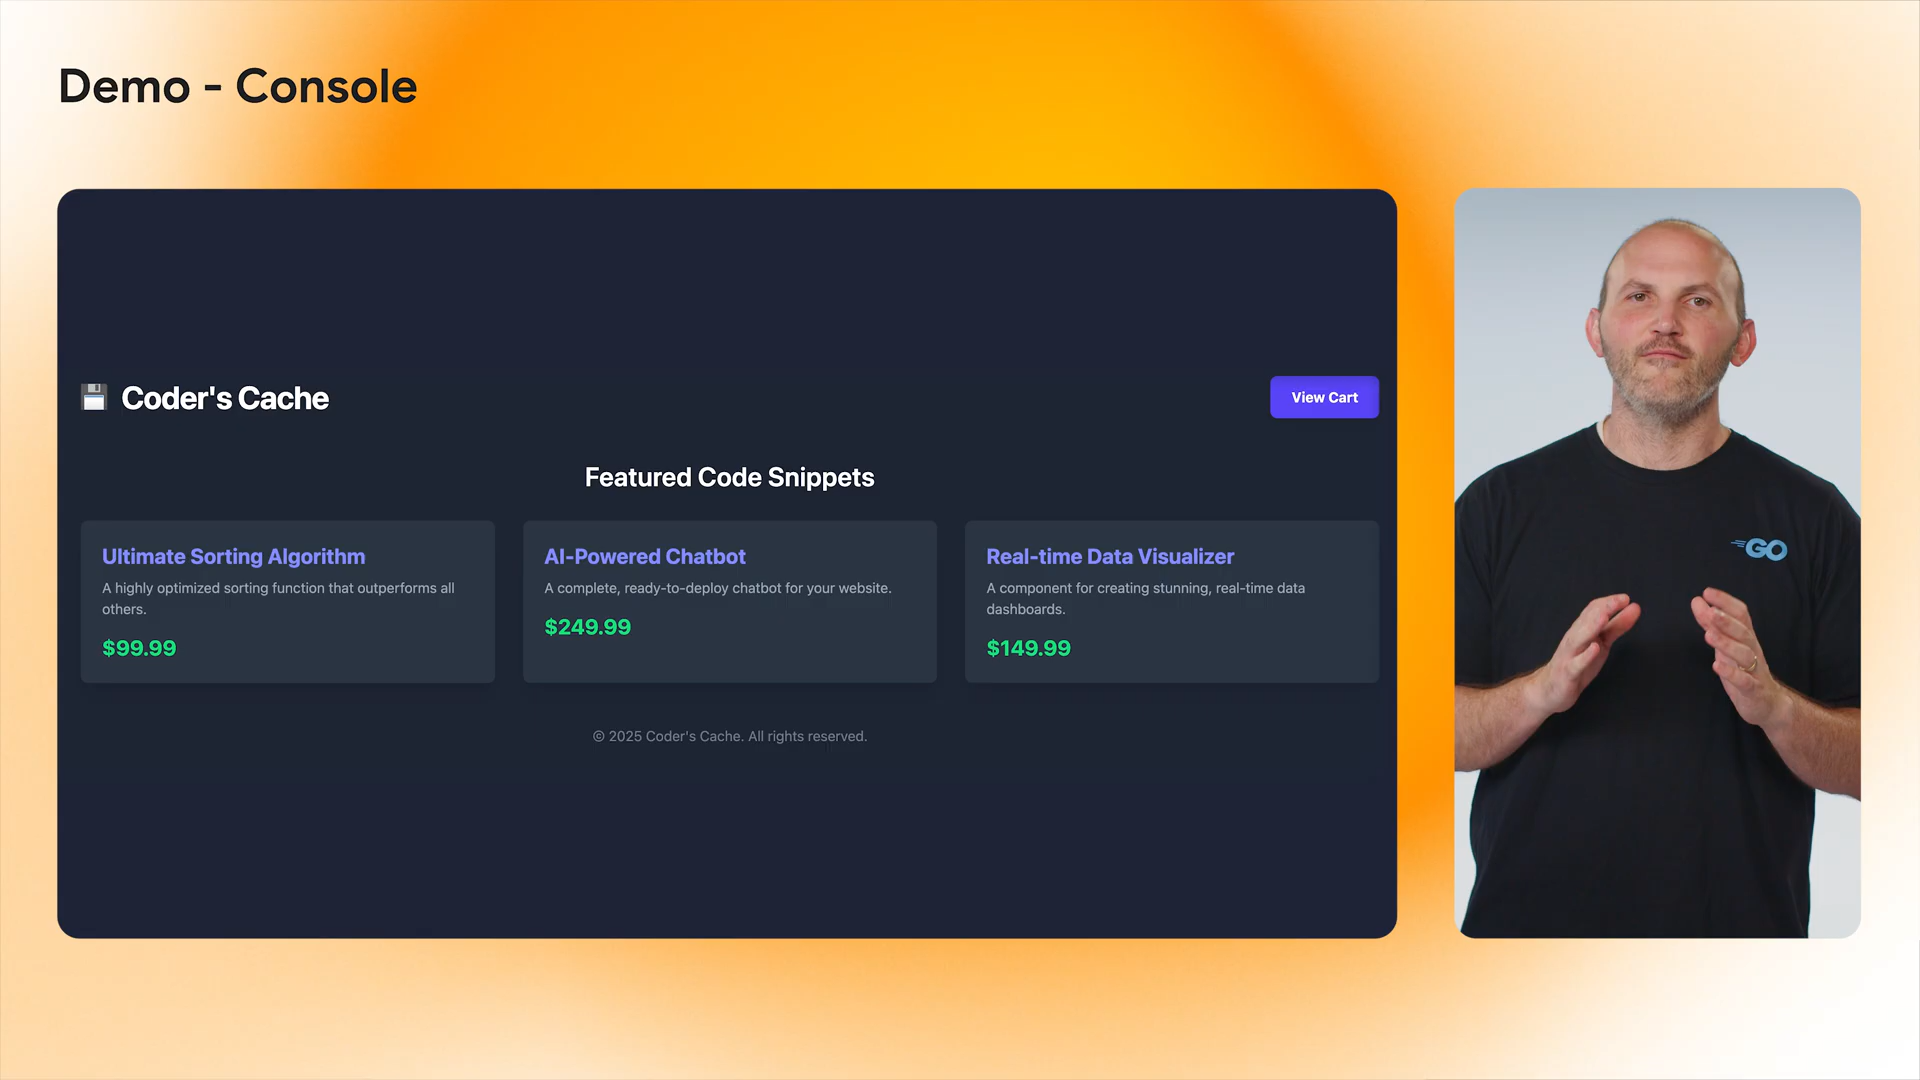 Demo - Console
Coder's Cache
View Cart
Featured Code Snippets
Ultimate Sorting Algorithm
A highly optimized sorting function that outperforms all
others.
$99.99
AI-Powered Chatbot
A complete, ready-to-deploy chatbot for your website.
$249.99
Real-time Data Visualizer
A component for creating stunning, real-time data
dashboards.
$149.99
© 2025 Coder's Cache. All rights reserved.
GO